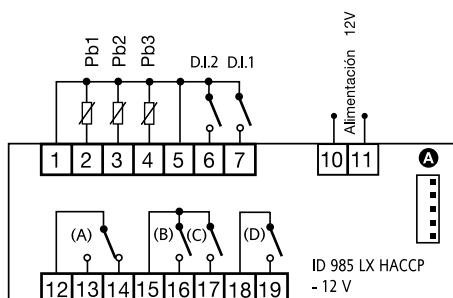 Pb1
Pb2
Pb3
D.I.2 D.I.1
Alimentación 12V
1 2 3 4 5 6 7 10 11
A
(A) (B) (C) (D)
12 13 14 15 16 17 18 19
ID 985 LX HACCP
- 12 V